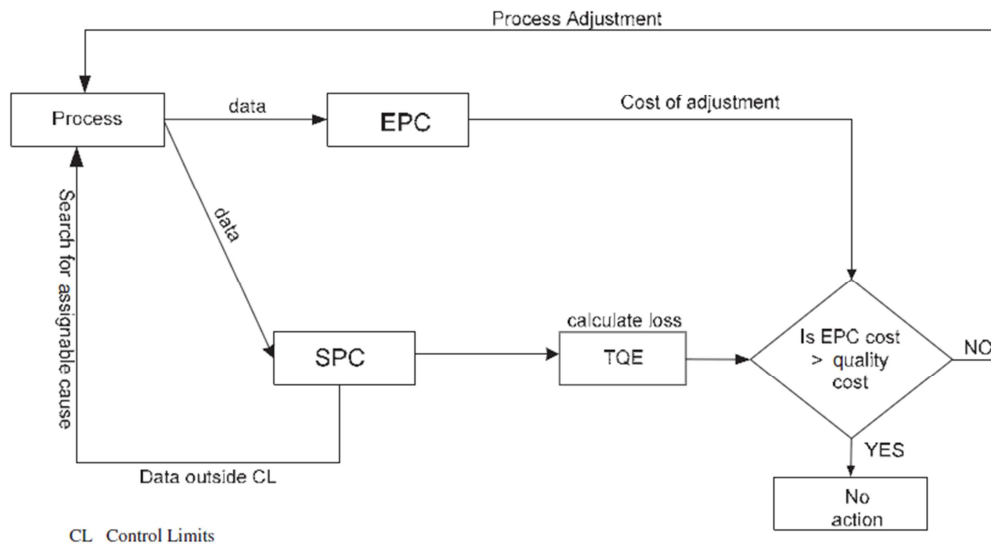 Process Adjustment
Process
data
EPC
Cost of adjustment
data
Search for assignable cause
SPC
calculate loss
TQE
Is EPC cost
> quality
cost
NO
YES
Data outside CL
No
action
CL Control Limits